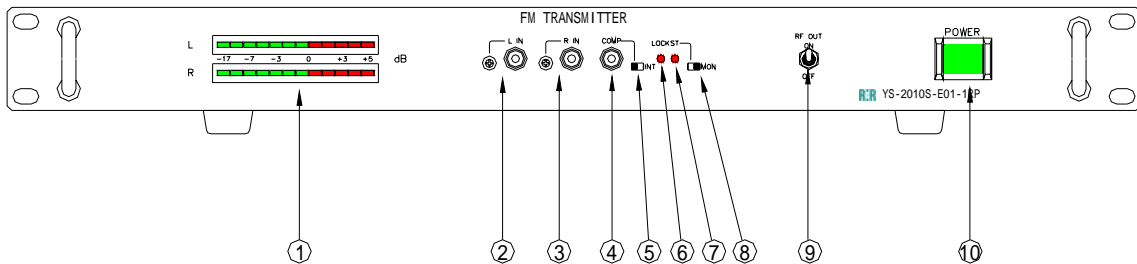 FM TRANSMITTER
L
-17 -7 -3 0 +3 +5 dB
R
L IN
R IN
COMP
INT
LOCK ST
MON
RF OUT
ON
OFF
POWER
YS-2010S-E01-1RP
1 2 3 4 5 6 7 8 9 10